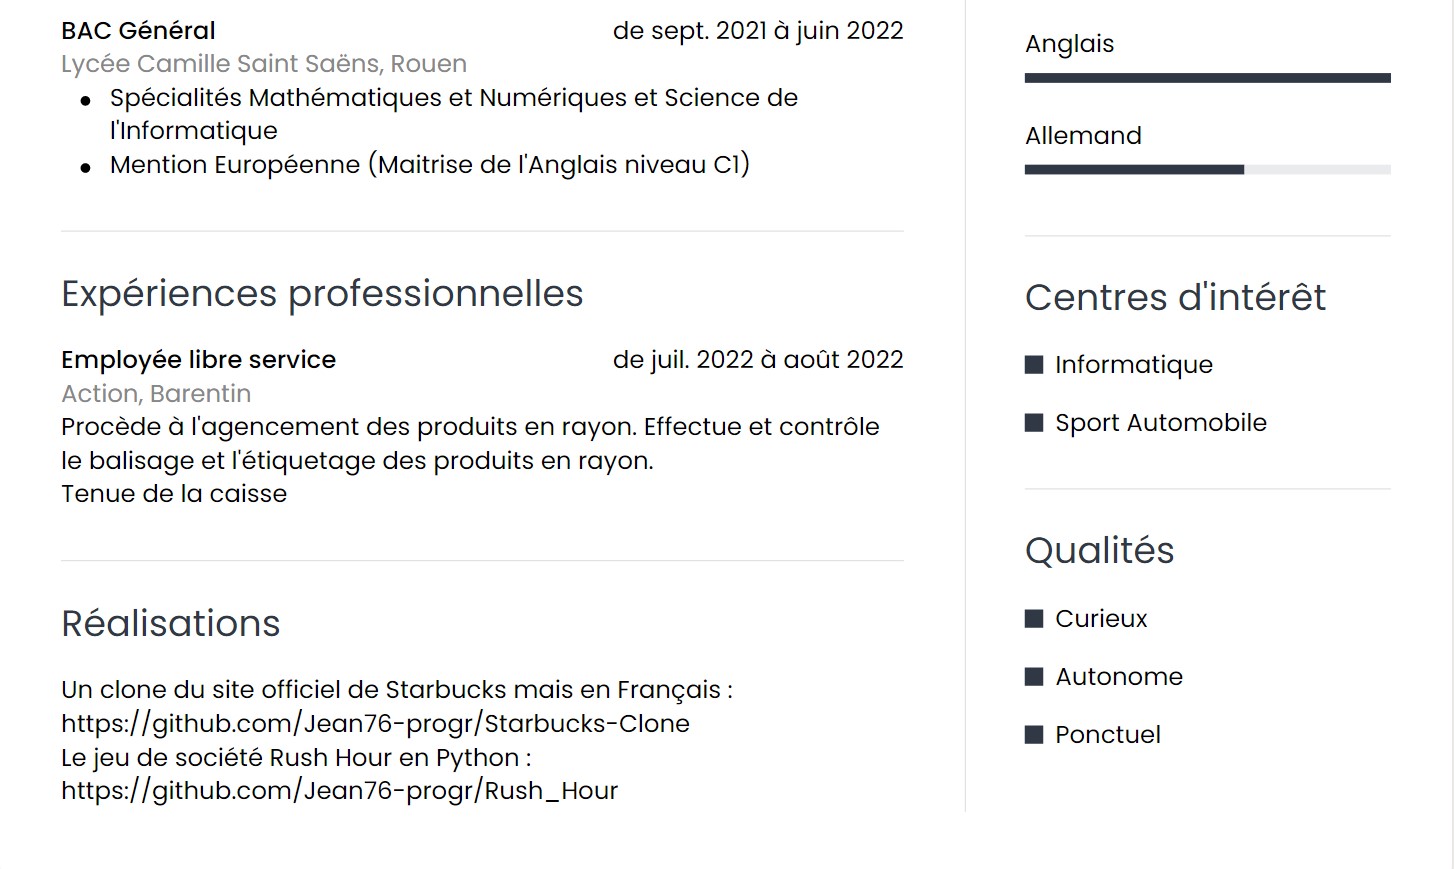 BAC Général de sept. 2021 à juin 2022
Lycée Camille Saint Saëns, Rouen
Spécialités Mathématiques et Numériques et Science de
l'Informatique
Mention Européenne (Maitrise de l'Anglais niveau C1)
Expériences professionnelles
Employée libre service de juil. 2022 à août 2022
Action, Barentin
Procède à l'agencement des produits en rayon. Effectue et contrôle
le balisage et l'étiquetage des produits en rayon.
Tenue de la caisse
Réalisations
Un clone du site officiel de Starbucks mais en Français :
https://github.com/Jean76-progr/Starbucks-Clone
Le jeu de société Rush Hour en Python :
https://github.com/Jean76-progr/Rush_Hour
Anglais
Allemand
Centres d'intérêt
Informatique
Sport Automobile
Qualités
Curieux
Autonome
Ponctuel